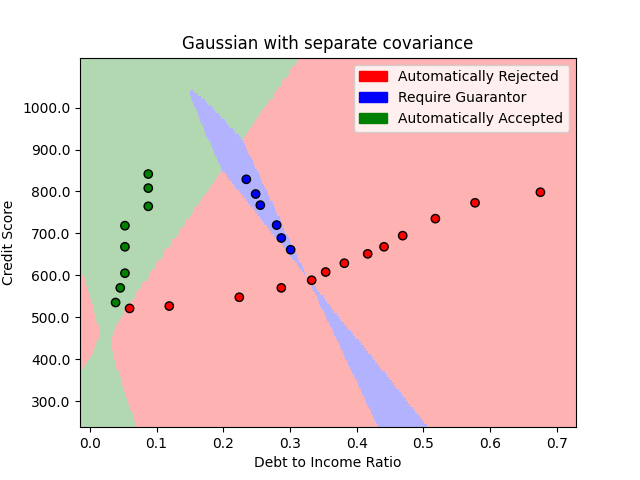 Gaussian with separate covariance
Automatically Rejected
Require Guarantor
Automatically Accepted
Credit Score
1000.0
900.0
800.0
700.0
600.0
500.0
400.0
300.0
0.0 0.1 0.2 0.3 0.4 0.5 0.6 0.7
Debt to Income Ratio